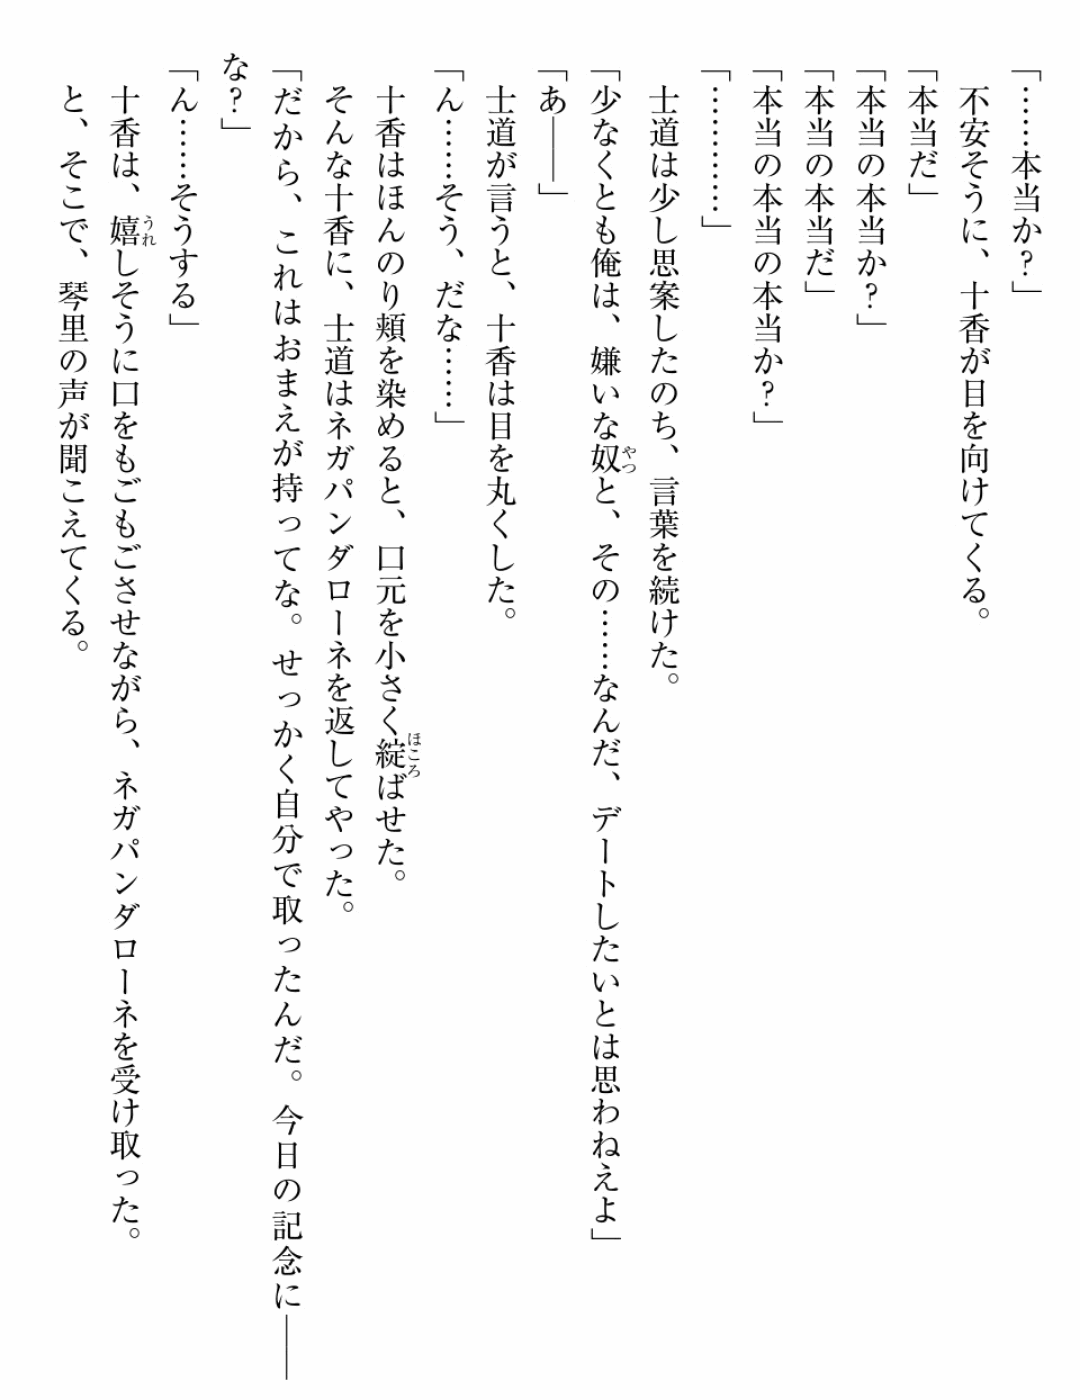 「……本当か？」
不安そうに、十香が目を向けてくる。
「本当だ」
「本当の本当か？」
「本当の本当だ」
「本当の本当の本当か？」
「…………」
士道は少し思案したのち、言葉を続けた。
「少なくとも俺は、嫌いな奴と、その……なんだ、デートしたいとは思わねえよ」
やつ
「あ――」
士道が言うと、十香は目を丸くした。
「ん……そう、だな……」
十香はほんのり頬を染めると、口元を小さく綻ばせた。
ほころ
そんな十香に、士道はネガパンダローネを返してやった。
「だから、これはおまえが持ってな。せっかく自分で取ったんだ。今日の記念に――
な？」
「ん……そうする」
十香は、嬉しそうに口をもごもごさせながら、ネガパンダローネを受け取った。
うれ
と、そこで、琴里の声が聞こえてくる。